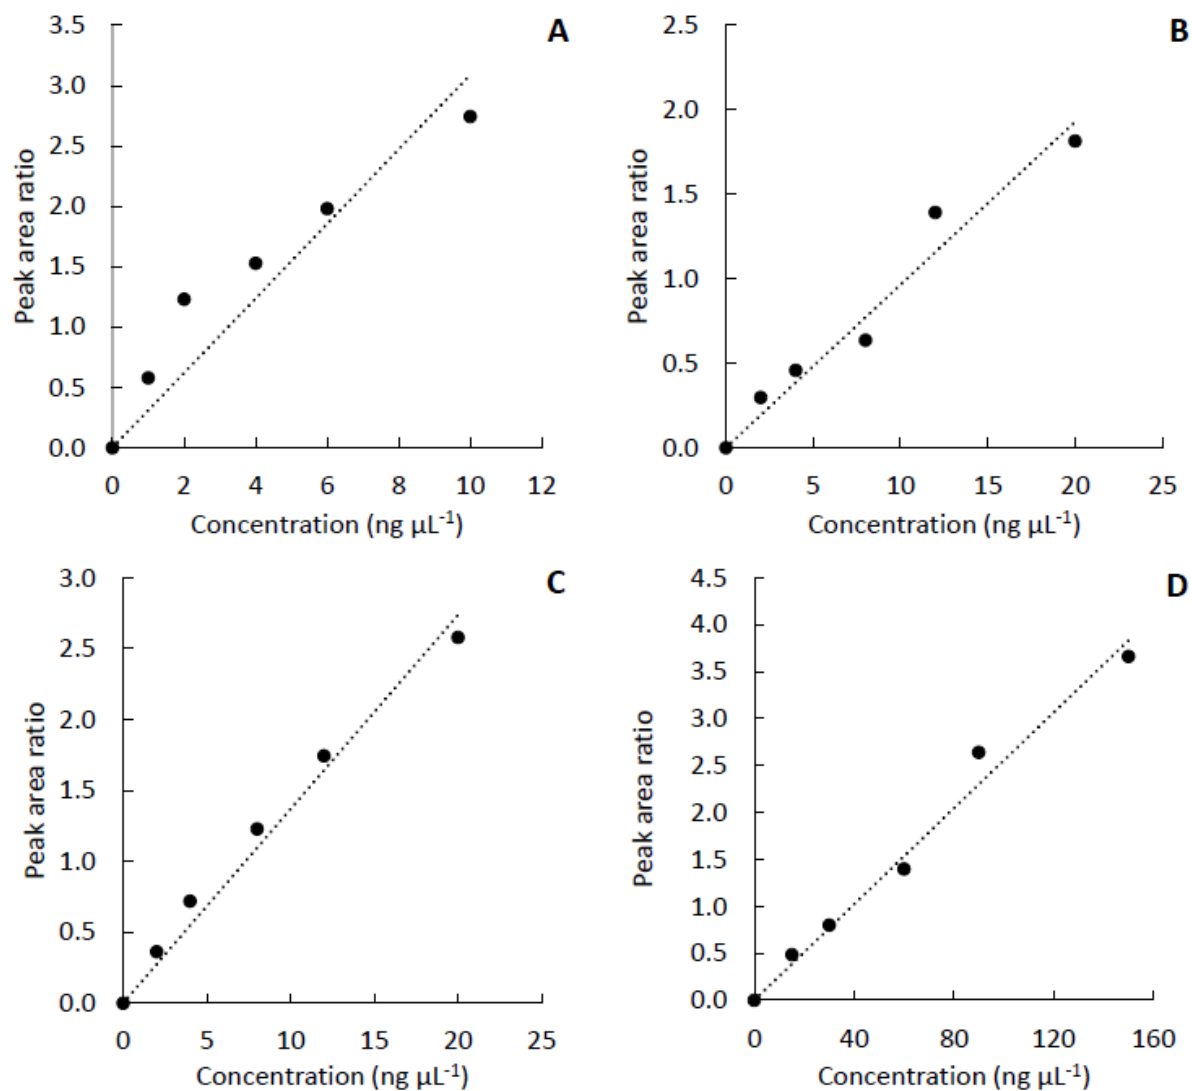 A
Peak area ratio
3.5
3.0
2.5
2.0
1.5
1.0
0.5
0.0
0 2 4 6 8 10 12
Concentration (ng µL⁻¹)
B
Peak area ratio
2.5
2.0
1.5
1.0
0.5
0.0
0 5 10 15 20 25
Concentration (ng µL⁻¹)
C
Peak area ratio
3.0
2.5
2.0
1.5
1.0
0.5
0.0
0 5 10 15 20 25
Concentration (ng µL⁻¹)
D
Peak area ratio
4.5
4.0
3.5
3.0
2.5
2.0
1.5
1.0
0.5
0.0
0 40 80 120 160
Concentration (ng µL⁻¹)